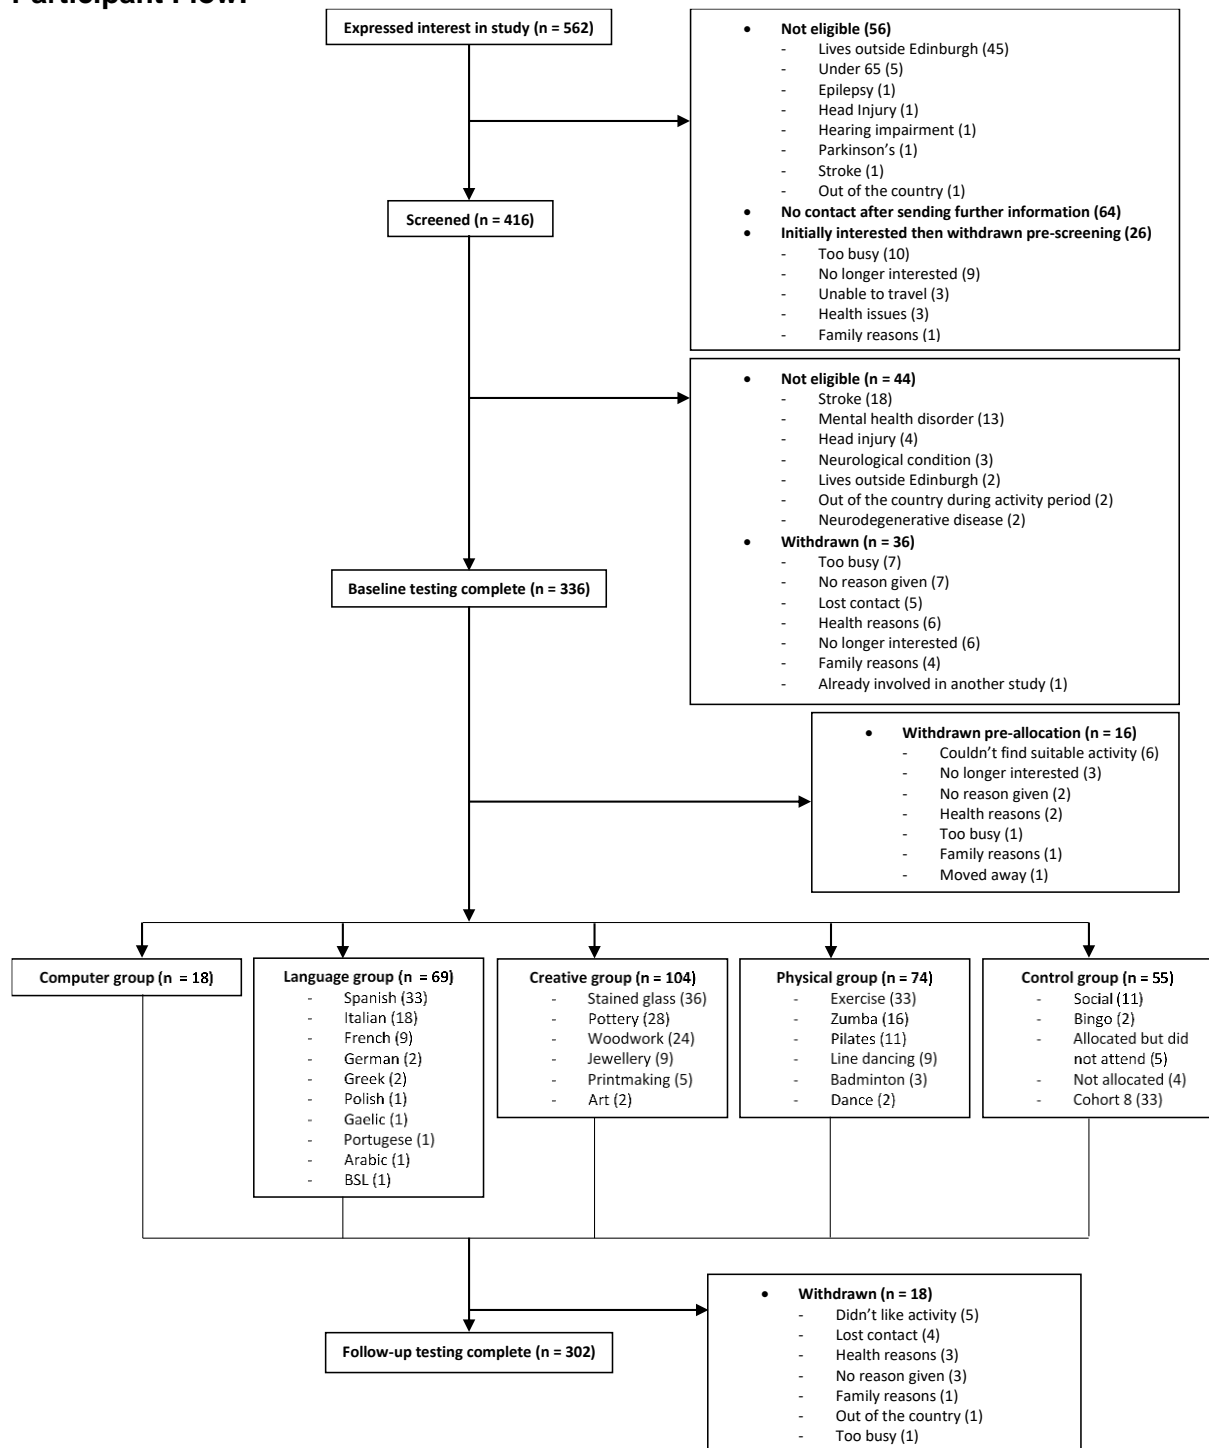 Participant Flow:
Expressed interest in study (n = 562)
• Not eligible (56)
- Lives outside Edinburgh (45)
- Under 65 (5)
- Epilepsy (1)
- Head Injury (1)
- Hearing impairment (1)
- Parkinson's (1)
- Stroke (1)
- Out of the country (1)
• No contact after sending further information (64)
• Initially interested then withdrawn pre-screening (26)
- Too busy (10)
- No longer interested (9)
- Unable to travel (3)
- Health issues (3)
- Family reasons (1)
Screened (n = 416)
• Not eligible (n = 44)
- Stroke (18)
- Mental health disorder (13)
- Head injury (4)
- Neurological condition (3)
- Lives outside Edinburgh (2)
- Out of the country during activity period (2)
- Neurodegenerative disease (2)
• Withdrawn (n = 36)
- Too busy (7)
- No reason given (7)
- Lost contact (5)
- Health reasons (6)
- No longer interested (6)
- Family reasons (4)
- Already involved in another study (1)
Baseline testing complete (n = 336)
• Withdrawn pre-allocation (n = 16)
- Couldn't find suitable activity (6)
- No longer interested (3)
- No reason given (2)
- Health reasons (2)
- Too busy (1)
- Family reasons (1)
- Moved away (1)
Computer group (n = 18)
Language group (n = 69)
- Spanish (33)
- Italian (18)
- French (9)
- German (2)
- Greek (2)
- Polish (1)
- Gaelic (1)
- Portugese (1)
- Arabic (1)
- BSL (1)
Creative group (n = 104)
- Stained glass (36)
- Pottery (28)
- Woodwork (24)
- Jewellery (9)
- Printmaking (5)
- Art (2)
Physical group (n = 74)
- Exercise (33)
- Zumba (16)
- Pilates (11)
- Line dancing (9)
- Badminton (3)
- Dance (2)
Control group (n = 55)
- Social (11)
- Bingo (2)
- Allocated but did
not attend (5)
- Not allocated (4)
- Cohort 8 (33)
• Withdrawn (n = 18)
- Didn't like activity (5)
- Lost contact (4)
- Health reasons (3)
- No reason given (3)
- Family reasons (1)
- Out of the country (1)
- Too busy (1)
Follow-up testing complete (n = 302)